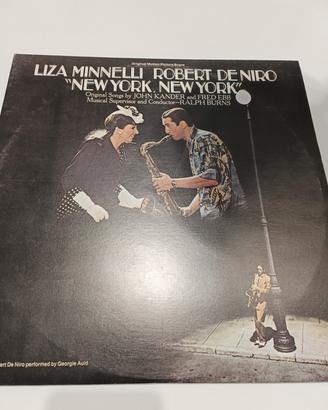 Original Motion Picture Score
LIZA MINNELLI ROBERT DE NIRO
"NEW YORK, NEW YORK"
Original Songs by JOHN KANDER and FRED EBB
Musical Supervisor and Conductor—RALPH BURNS
ert De Niro performed by Georgie Auld